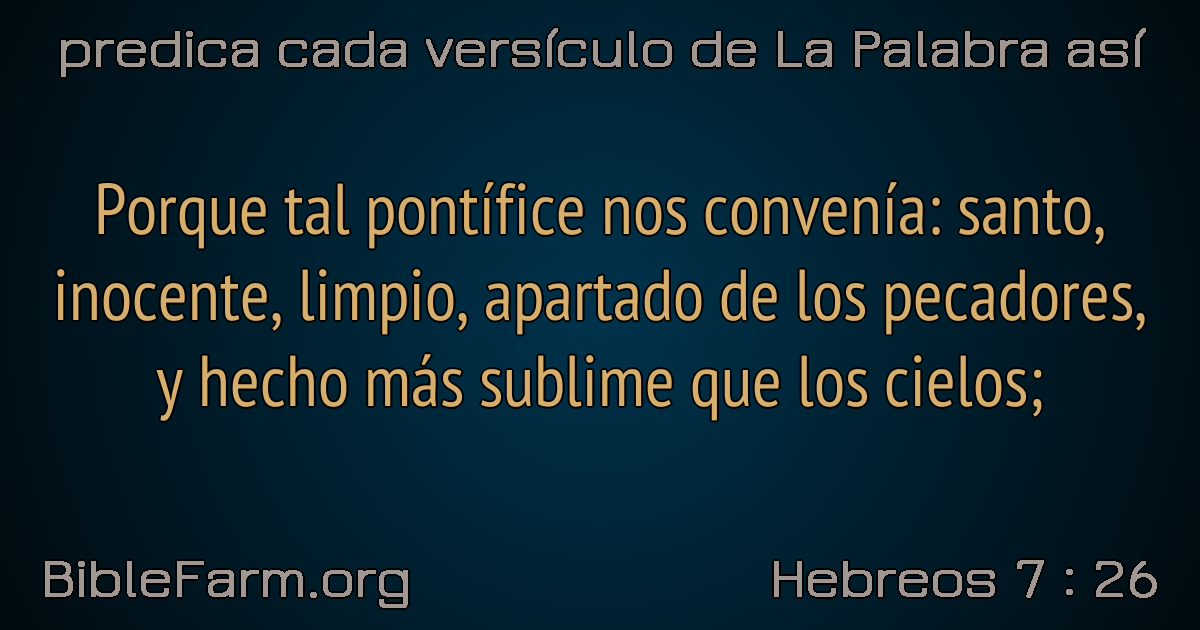 predica cada versículo de La Palabra así
Porque tal pontífice nos convenía: santo,
inocente, limpio, apartado de los pecadores,
y hecho más sublime que los cielos;
BibleFarm.org
Hebreos 7 : 26